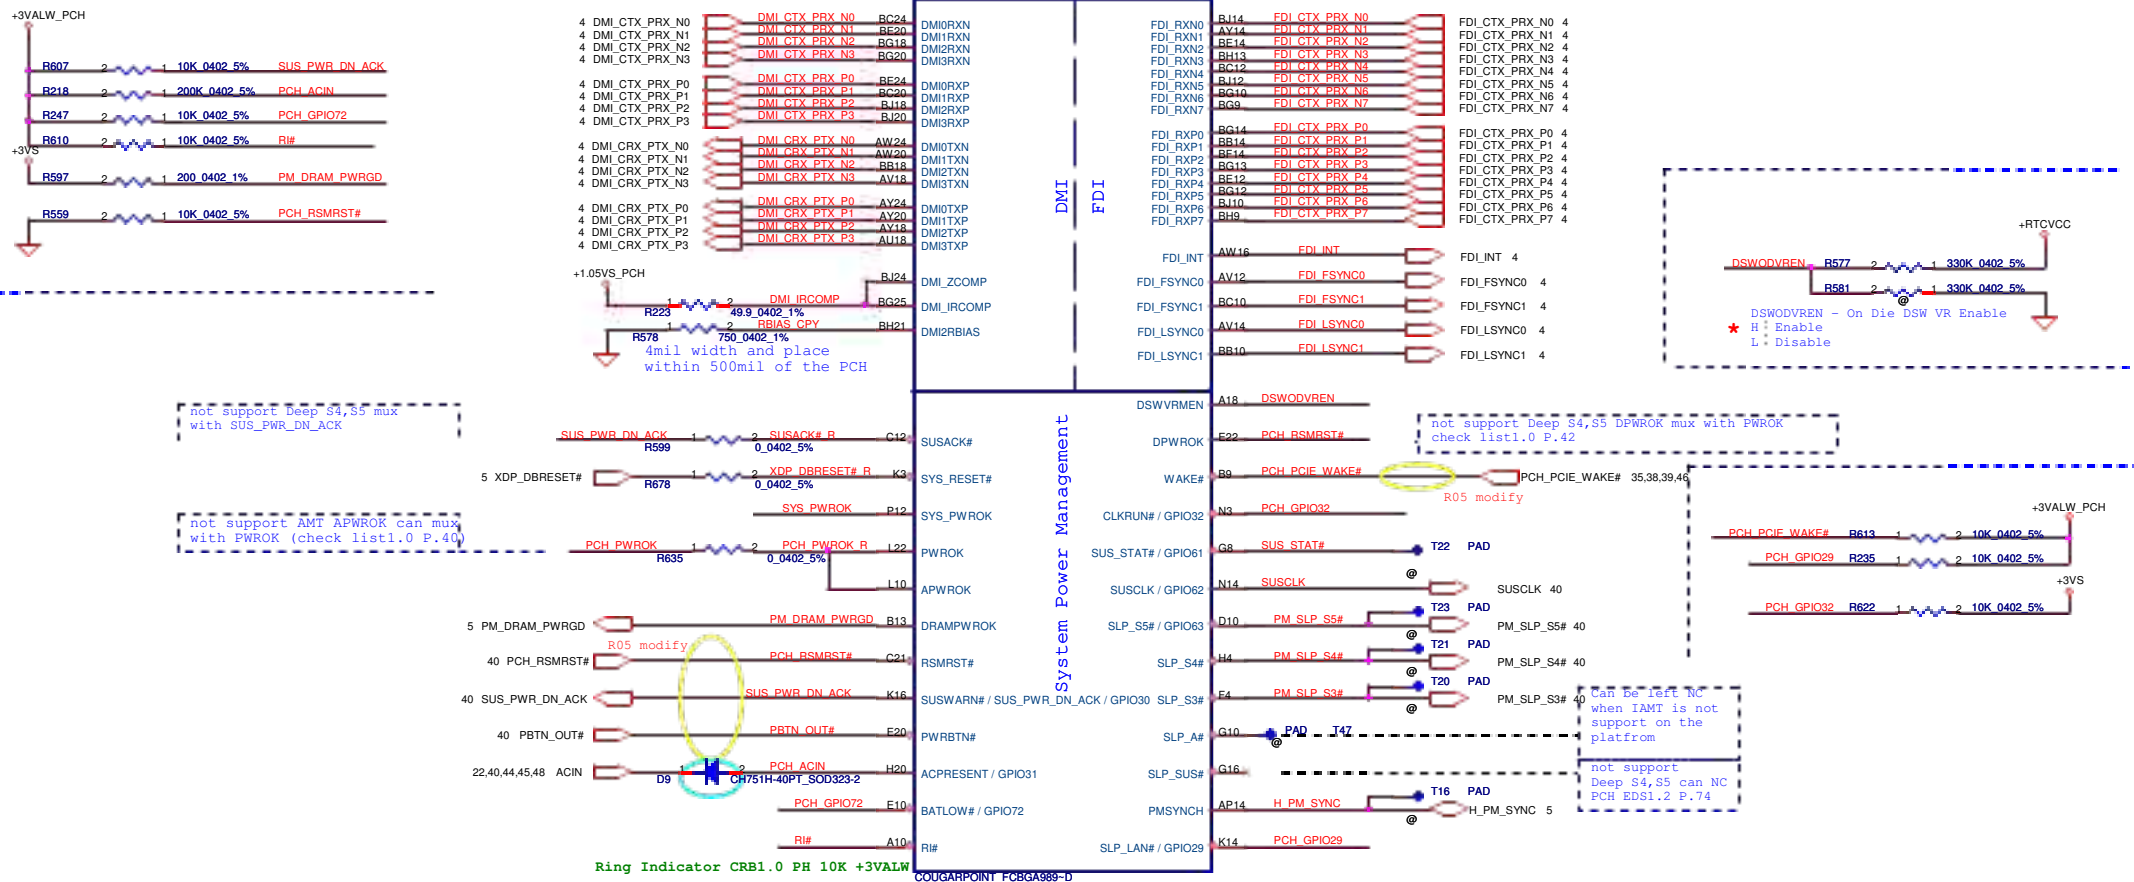 +3VALW_PCH
R607 2 1 10K_0402_5% SUS_PWR_DN_ACK
R218 2 1 200K_0402_5% PCH_ACIN
R247 2 1 10K_0402_5% PCH_GPIO72
R610 2 1 10K_0402_5% RI#
+3VS
R597 2 1 200_0402_1% PM_DRAM_PWRGD
R559 2 1 10K_0402_5% PCH_RSMRST#
4 DMI_CTX_PRX_N0 DMI_CTX_PRX_N0 BC24 DMI0RXN
4 DMI_CTX_PRX_N1 DMI_CTX_PRX_N1 BE20 DMI1RXN
4 DMI_CTX_PRX_N2 DMI_CTX_PRX_N2 BG18 DMI2RXN
4 DMI_CTX_PRX_N3 DMI_CTX_PRX_N3 BG20 DMI3RXN
4 DMI_CTX_PRX_P0 DMI_CTX_PRX_P0 BE24 DMI0RXP
4 DMI_CTX_PRX_P1 DMI_CTX_PRX_P1 BC20 DMI1RXP
4 DMI_CTX_PRX_P2 DMI_CTX_PRX_P2 BJ18 DMI2RXP
4 DMI_CTX_PRX_P3 DMI_CTX_PRX_P3 BJ20 DMI3RXP
4 DMI_CRX_PTX_N0 DMI_CRX_PTX_N0 AW24 DMI0TXN
4 DMI_CRX_PTX_N1 DMI_CRX_PTX_N1 AW20 DMI1TXN
4 DMI_CRX_PTX_N2 DMI_CRX_PTX_N2 BB18 DMI2TXN
4 DMI_CRX_PTX_N3 DMI_CRX_PTX_N3 AV18 DMI3TXN
4 DMI_CRX_PTX_P0 DMI_CRX_PTX_P0 AY24 DMI0TXP
4 DMI_CRX_PTX_P1 DMI_CRX_PTX_P1 AY20 DMI1TXP
4 DMI_CRX_PTX_P2 DMI_CRX_PTX_P2 AY18 DMI2TXP
4 DMI_CRX_PTX_P3 DMI_CRX_PTX_P3 AU18 DMI3TXP
+1.05VS_PCH
BJ24 DMI_ZCOMP
R223 1 2 49.9_0402_1% DMI_IRCOMP BG25 DMI_IRCOMP
R578 1 2 750_0402_1% RBIAS_CPY BH21 DMI2RBIAS
4mil width and place
within 500mil of the PCH
DMI
FDI
FDI_RXN0 BJ14 FDI_CTX_PRX_N0 FDI_CTX_PRX_N0 4
FDI_RXN1 AY14 FDI_CTX_PRX_N1 FDI_CTX_PRX_N1 4
FDI_RXN2 BE14 FDI_CTX_PRX_N2 FDI_CTX_PRX_N2 4
FDI_RXN3 BH13 FDI_CTX_PRX_N3 FDI_CTX_PRX_N3 4
FDI_RXN4 BC12 FDI_CTX_PRX_N4 FDI_CTX_PRX_N4 4
FDI_RXN5 BJ12 FDI_CTX_PRX_N5 FDI_CTX_PRX_N5 4
FDI_RXN6 BG10 FDI_CTX_PRX_N6 FDI_CTX_PRX_N6 4
FDI_RXN7 BG9 FDI_CTX_PRX_N7 FDI_CTX_PRX_N7 4
FDI_RXP0 BG14 FDI_CTX_PRX_P0 FDI_CTX_PRX_P0 4
FDI_RXP1 BB14 FDI_CTX_PRX_P1 FDI_CTX_PRX_P1 4
FDI_RXP2 BF14 FDI_CTX_PRX_P2 FDI_CTX_PRX_P2 4
FDI_RXP3 BG13 FDI_CTX_PRX_P3 FDI_CTX_PRX_P3 4
FDI_RXP4 BE12 FDI_CTX_PRX_P4 FDI_CTX_PRX_P4 4
FDI_RXP5 BG12 FDI_CTX_PRX_P5 FDI_CTX_PRX_P5 4
FDI_RXP6 BJ10 FDI_CTX_PRX_P6 FDI_CTX_PRX_P6 4
FDI_RXP7 BH9 FDI_CTX_PRX_P7 FDI_CTX_PRX_P7 4
FDI_INT AW16 FDI_INT FDI_INT 4
FDI_FSYNC0 AV12 FDI_FSYNC0 FDI_FSYNC0 4
FDI_FSYNC1 BC10 FDI_FSYNC1 FDI_FSYNC1 4
FDI_LSYNC0 AV14 FDI_LSYNC0 FDI_LSYNC0 4
FDI_LSYNC1 BB10 FDI_LSYNC1 FDI_LSYNC1 4
+RTCVCC
DSWODVREN R577 2 1 330K_0402_5%
R581 2 1 330K_0402_5%
@
DSWODVREN - On Die DSW VR Enable
* H : Enable
L : Disable
not support Deep S4,S5 mux
with SUS_PWR_DN_ACK
SUS_PWR_DN_ACK 1 2 SUSACK#_R C12 SUSACK#
R599 0_0402_5%
5 XDP_DBRESET# 1 2 XDP_DBRESET#_R K3 SYS_RESET#
R678 0_0402_5%
SYS_PWROK P12 SYS_PWROK
not support AMT APWROK can mux
with PWROK (check list1.0 P.40)
PCH_PWROK 1 2 PCH_PWROK_R L22 PWROK
R635 0_0402_5%
L10 APWROK
5 PM_DRAM_PWRGD PM_DRAM_PWRGD B13 DRAMPWROK
R05 modify
40 PCH_RSMRST# PCH_RSMRST# C21 RSMRST#
40 SUS_PWR_DN_ACK SUS_PWR_DN_ACK K16 SUSWARN# / SUS_PWR_DN_ACK / GPIO30
40 PBTN_OUT# PBTN_OUT# E20 PWRBTN#
22,40,44,45,48 ACIN 1 2 PCH_ACIN H20 ACPRESENT / GPIO31
D9 CH751H-40PT_SOD323-2
PCH_GPIO72 E10 BATLOW# / GPIO72
RI# A10 RI#
Ring Indicator CRB1.0 PH 10K +3VALW
COUGARPOINT_FCBGA989~D
System Power Management
DSWVRMEN A18 DSWODVREN
DPWROK E22 PCH_RSMRST#
not support Deep S4,S5 DPWROK mux with PWROK
check list1.0 P.42
WAKE# B9 PCH_PCIE_WAKE# PCH_PCIE_WAKE# 35,38,39,46
R05 modify
CLKRUN# / GPIO32 N3 PCH_GPIO32
SUS_STAT# / GPIO61 G8 SUS_STAT# T22 PAD
@
SUSCLK / GPIO62 N14 SUSCLK SUSCLK 40
T23 PAD
@
SLP_S5# / GPIO63 D10 PM_SLP_S5# PM_SLP_S5# 40
T21 PAD
@
SLP_S4# H4 PM_SLP_S4# PM_SLP_S4# 40
T20 PAD
@
SLP_S3# F4 PM_SLP_S3# PM_SLP_S3# 40
SLP_A# G10 PAD T47
@
SLP_SUS# G16
T16 PAD
@
PMSYNCH AP14 H_PM_SYNC H_PM_SYNC 5
SLP_LAN# / GPIO29 K14 PCH_GPIO29
Can be left NC
when IAMT is not
support on the
platfrom
not support
Deep S4,S5 can NC
PCH EDS1.2 P.74
+3VALW_PCH
PCH_PCIE_WAKE# R613 1 2 10K_0402_5%
PCH_GPIO29 R235 1 2 10K_0402_5%
+3VS
PCH_GPIO32 R622 1 2 10K_0402_5%